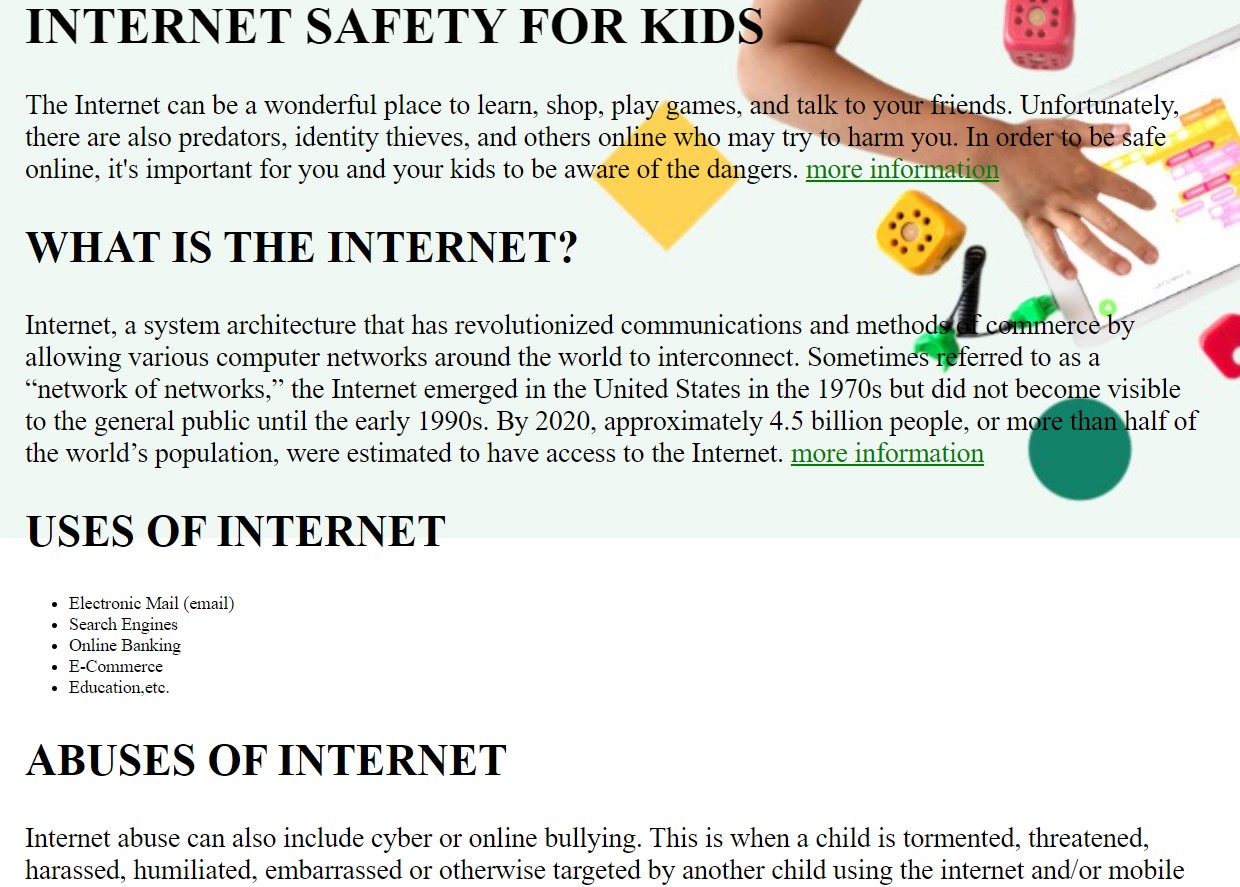 INTERNET SAFETY FOR KIDS
The Internet can be a wonderful place to learn, shop, play games, and talk to your friends. Unfortunately,
there are also predators, identity thieves, and others online who may try to harm you. In order to be safe
online, it's important for you and your kids to be aware of the dangers. more information
WHAT IS THE INTERNET?
Internet, a system architecture that has revolutionized communications and methods of commerce by
allowing various computer networks around the world to interconnect. Sometimes referred to as a
“network of networks,” the Internet emerged in the United States in the 1970s but did not become visible
to the general public until the early 1990s. By 2020, approximately 4.5 billion people, or more than half of
the world’s population, were estimated to have access to the Internet. more information
USES OF INTERNET
• Electronic Mail (email)
• Search Engines
• Online Banking
• E-Commerce
• Education,etc.
ABUSES OF INTERNET
Internet abuse can also include cyber or online bullying. This is when a child is tormented, threatened,
harassed, humiliated, embarrassed or otherwise targeted by another child using the internet and/or mobile